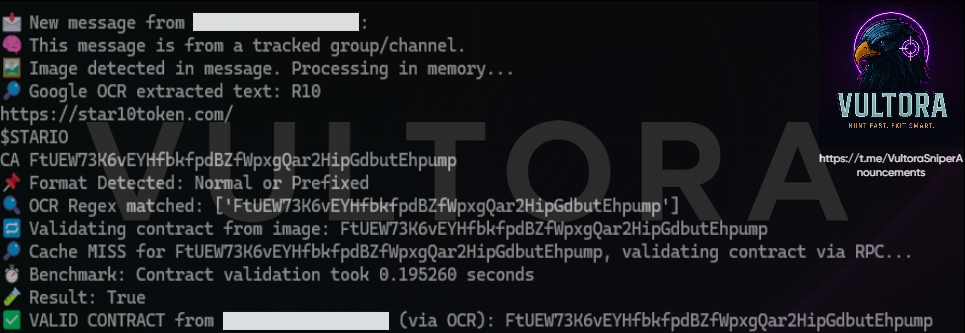 New message from :
This message is from a tracked group/channel.
Image detected in message. Processing in memory...
Google OCR extracted text: R10
https://star10token.com/
$STARIO
CA FtUEW73K6vEYHfbkfpdBZfWpxgQar2HipGdbutEhpump
Format Detected: Normal or Prefixed
OCR Regex matched: ['FtUEW73K6vEYHfbkfpdBZfWpxgQar2HipGdbutEhpump']
Validating contract from image: FtUEW73K6vEYHfbkfpdBZfWpxgQar2HipGdbutEhpump
Cache MISS for FtUEW73K6vEYHfbkfpdBZfWpxgQar2HipGdbutEhpump, validating contract via RPC...
Benchmark: Contract validation took 0.195260 seconds
Result: True
VALID CONTRACT from (via OCR): FtUEW73K6vEYHfbkfpdBZfWpxgQar2HipGdbutEhpump
VULTORA
VULTORA
HUNT FAST. EXIT SMART.
https://t.me/VultoraSniperA
nouncements